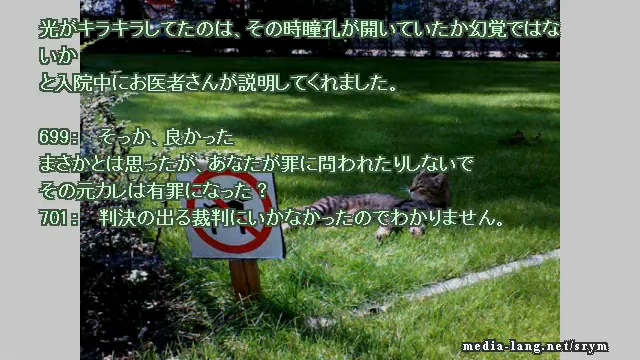 光がキラキラしてたのは、その時瞳孔が開いていたか幻覚ではな
いか
と入院中にお医者さんが説明してくれました。
699： そっか、良かった
まさかとは思ったが、あなたが罪に問われたりしないで
その元カレは有罪になった？
701： 判決の出る裁判にいかなかったのでわかりません。
media-lang.net/srym